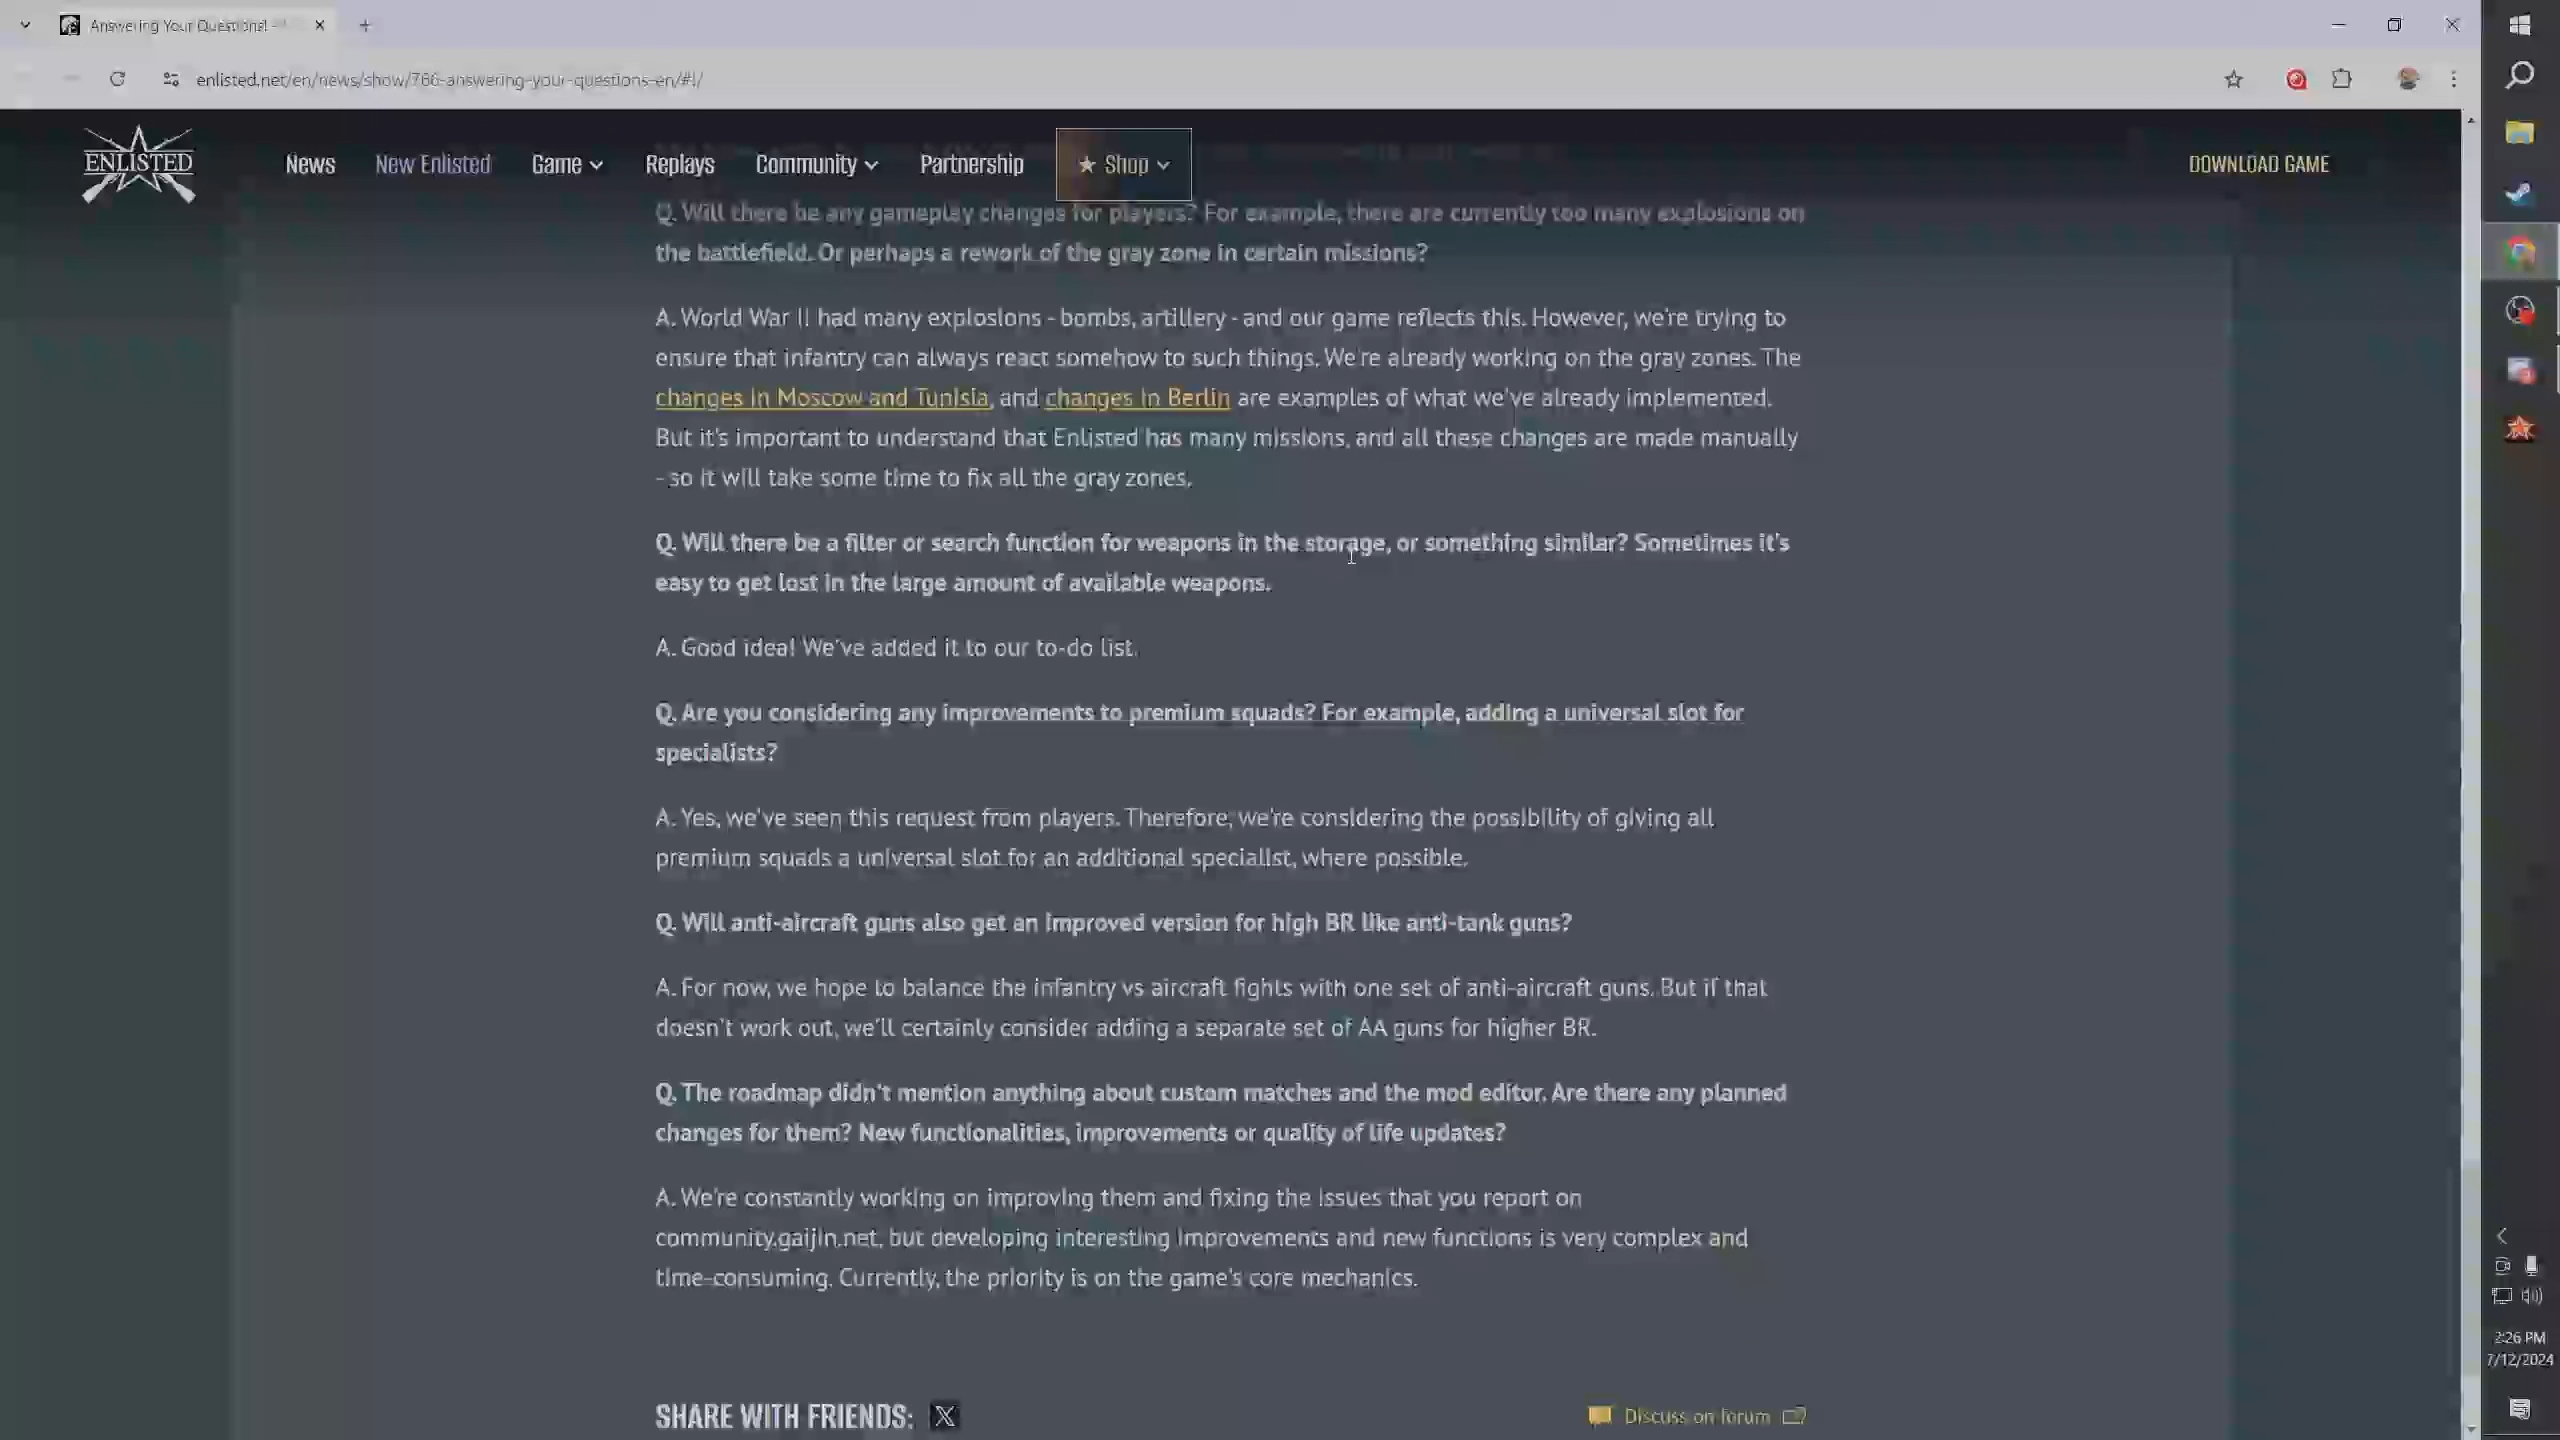 Answering Your Questions! -
enlisted.net/en/news/show/766-answering-your-questions-en/#!/
ENLISTED
News
New Enlisted
Game
Replays
Community
Partnership
★ Shop
DOWNLOAD GAME
Q. Will there be any gameplay changes for players? For example, there are currently too many explosions on
the battlefield. Or perhaps a rework of the gray zone in certain missions?
A. World War II had many explosions - bombs, artillery - and our game reflects this. However, we're trying to
ensure that infantry can always react somehow to such things. We're already working on the gray zones. The
changes in Moscow and Tunisia, and changes in Berlin are examples of what we've already implemented.
But it's important to understand that Enlisted has many missions, and all these changes are made manually
- so it will take some time to fix all the gray zones.
Q. Will there be a filter or search function for weapons in the storage, or something similar? Sometimes it's
easy to get lost in the large amount of available weapons.
A. Good idea! We've added it to our to-do list.
Q. Are you considering any improvements to premium squads? For example, adding a universal slot for
specialists?
A. Yes, we've seen this request from players. Therefore, we're considering the possibility of giving all
premium squads a universal slot for an additional specialist, where possible.
Q. Will anti-aircraft guns also get an improved version for high BR like anti-tank guns?
A. For now, we hope to balance the infantry vs aircraft fights with one set of anti-aircraft guns. But if that
doesn't work out, we'll certainly consider adding a separate set of AA guns for higher BR.
Q. The roadmap didn't mention anything about custom matches and the mod editor. Are there any planned
changes for them? New functionalities, improvements or quality of life updates?
A. We're constantly working on improving them and fixing the issues that you report on
community.gaijin.net, but developing interesting improvements and new functions is very complex and
time-consuming. Currently, the priority is on the game's core mechanics.
SHARE WITH FRIENDS:
Discuss on forum
2:26 PM
7/12/2024